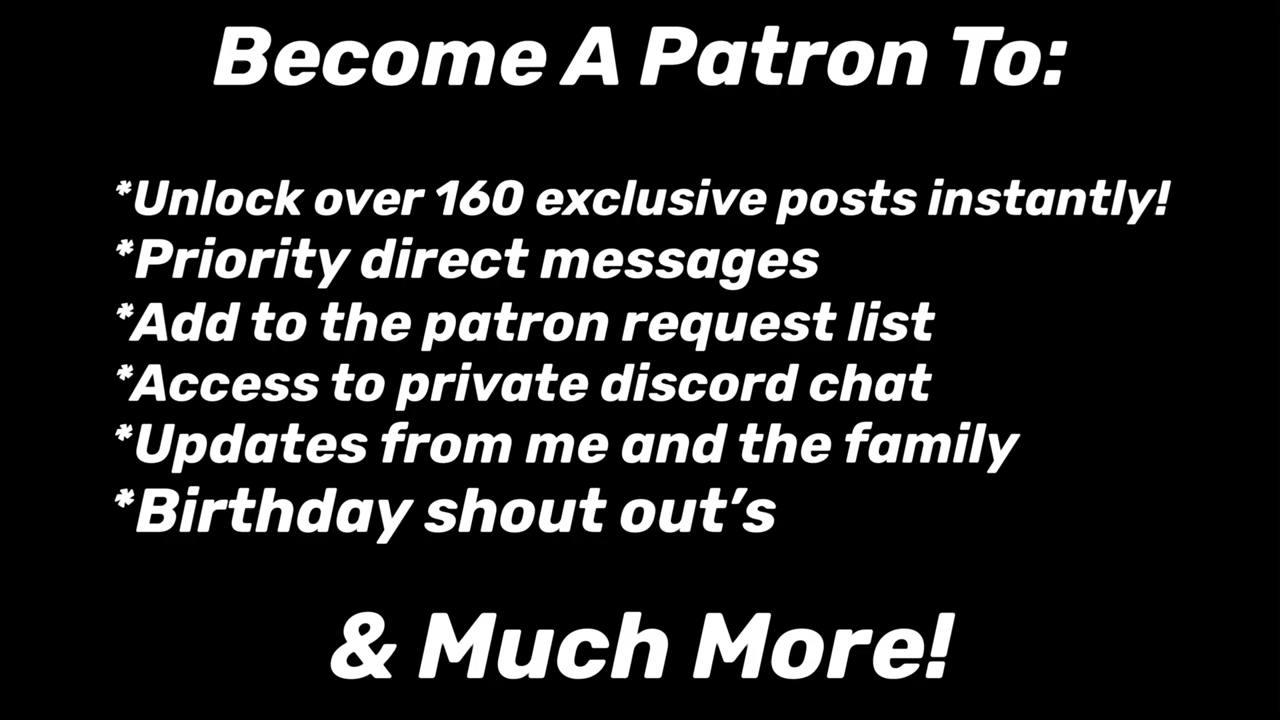 Become A Patron To:
*Unlock over 160 exclusive posts instantly!
*Priority direct messages
*Add to the patron request list
*Access to private discord chat
*Updates from me and the family
*Birthday shout out’s
& Much More!